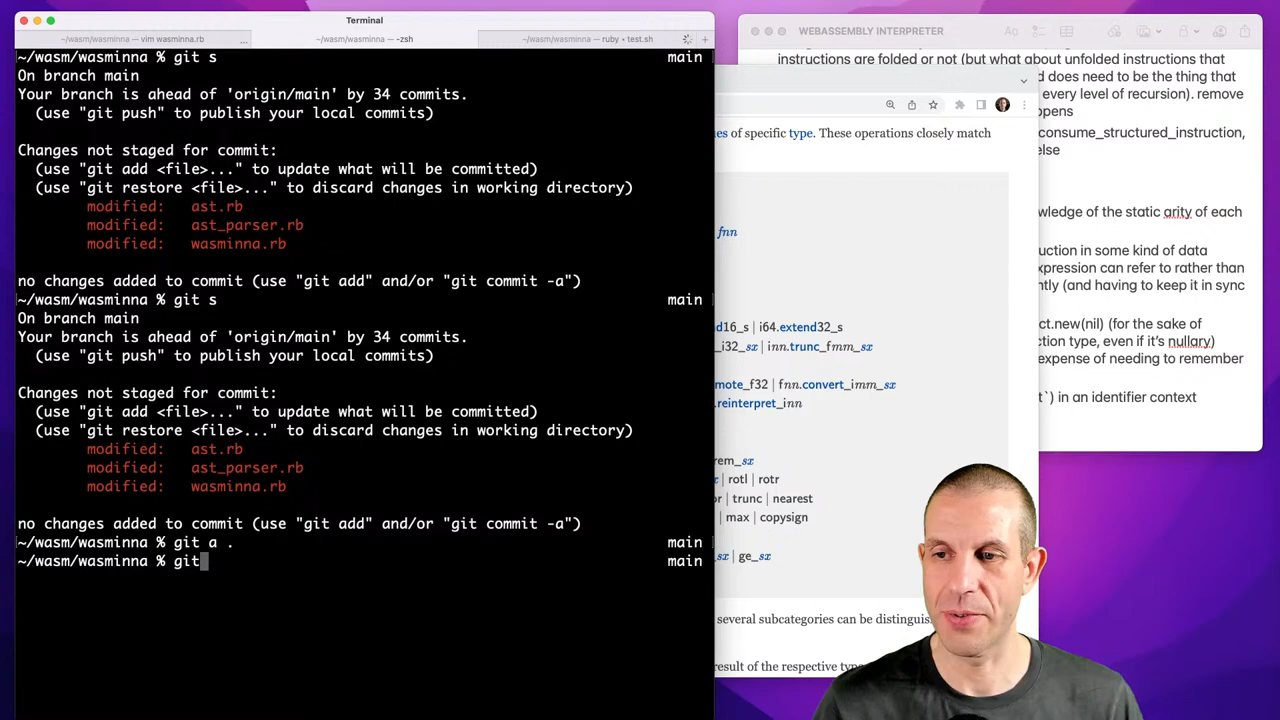 Terminal
~/wasm/wasminna — vim wasminna.rb
...
~/wasm/wasminna — -zsh
~/wasm/wasminna — ruby • test.sh
~/wasm/wasminna % git s main
On branch main
Your branch is ahead of 'origin/main' by 34 commits.
(use "git push" to publish your local commits)
Changes not staged for commit:
(use "git add <file>..." to update what will be committed)
(use "git restore <file>..." to discard changes in working directory)
modified: ast.rb
modified: ast_parser.rb
modified: wasminna.rb
no changes added to commit (use "git add" and/or "git commit -a")
~/wasm/wasminna % git s main
On branch main
Your branch is ahead of 'origin/main' by 34 commits.
(use "git push" to publish your local commits)
Changes not staged for commit:
(use "git add <file>..." to update what will be committed)
(use "git restore <file>..." to discard changes in working directory)
modified: ast.rb
modified: ast_parser.rb
modified: wasminna.rb
no changes added to commit (use "git add" and/or "git commit -a")
~/wasm/wasminna % git a . main
~/wasm/wasminna % git main
es of specific type. These operations closely match
fnn
d16_s | i64.extend32_s
_i32_sx | inn.trunc_fmm_sx
mote_f32 | fnn.convert_imm_sx
.reinterpret_inn
rem_sx
| rotl | rotr
or | trunc | nearest
| max | copysign
_sx | ge_sx
several subcategories can be distinguis
result of the respective typ
WEBASSEMBLY INTERPRETER
Aa
instructions are folded or not (but what about unfolded instructions that
d does need to be the thing that
every level of recursion). remove
pens
consume_structured_instruction,
else
wledge of the static arity of each
uction in some kind of data
xpression can refer to rather than
ntly (and having to keep it in sync
ct.new(nil) (for the sake of
ction type, even if it's nullary)
expense of needing to remember
t`) in an identifier context